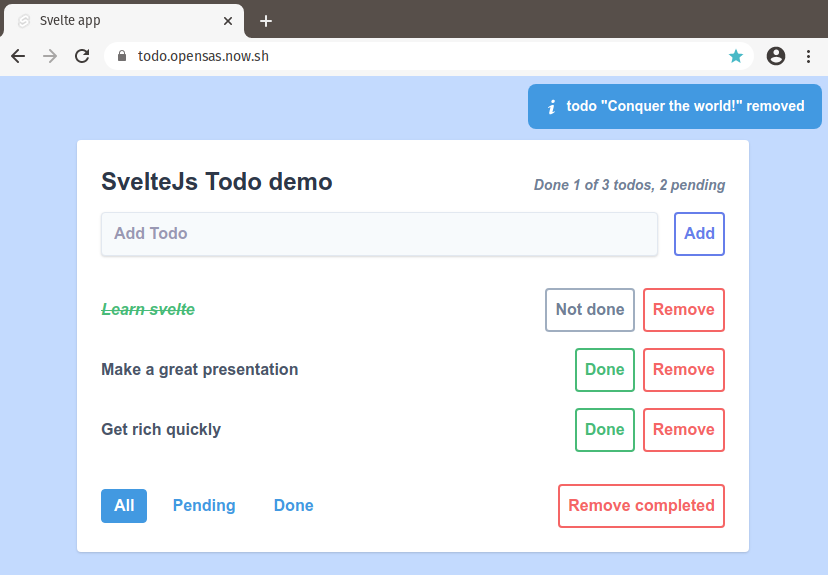 Svelte app
todo.opensas.now.sh
i todo "Conquer the world!" removed
SvelteJs Todo demo
Done 1 of 3 todos, 2 pending
Add Todo
Add
Learn svelte
Not done
Remove
Make a great presentation
Done
Remove
Get rich quickly
Done
Remove
All
Pending
Done
Remove completed